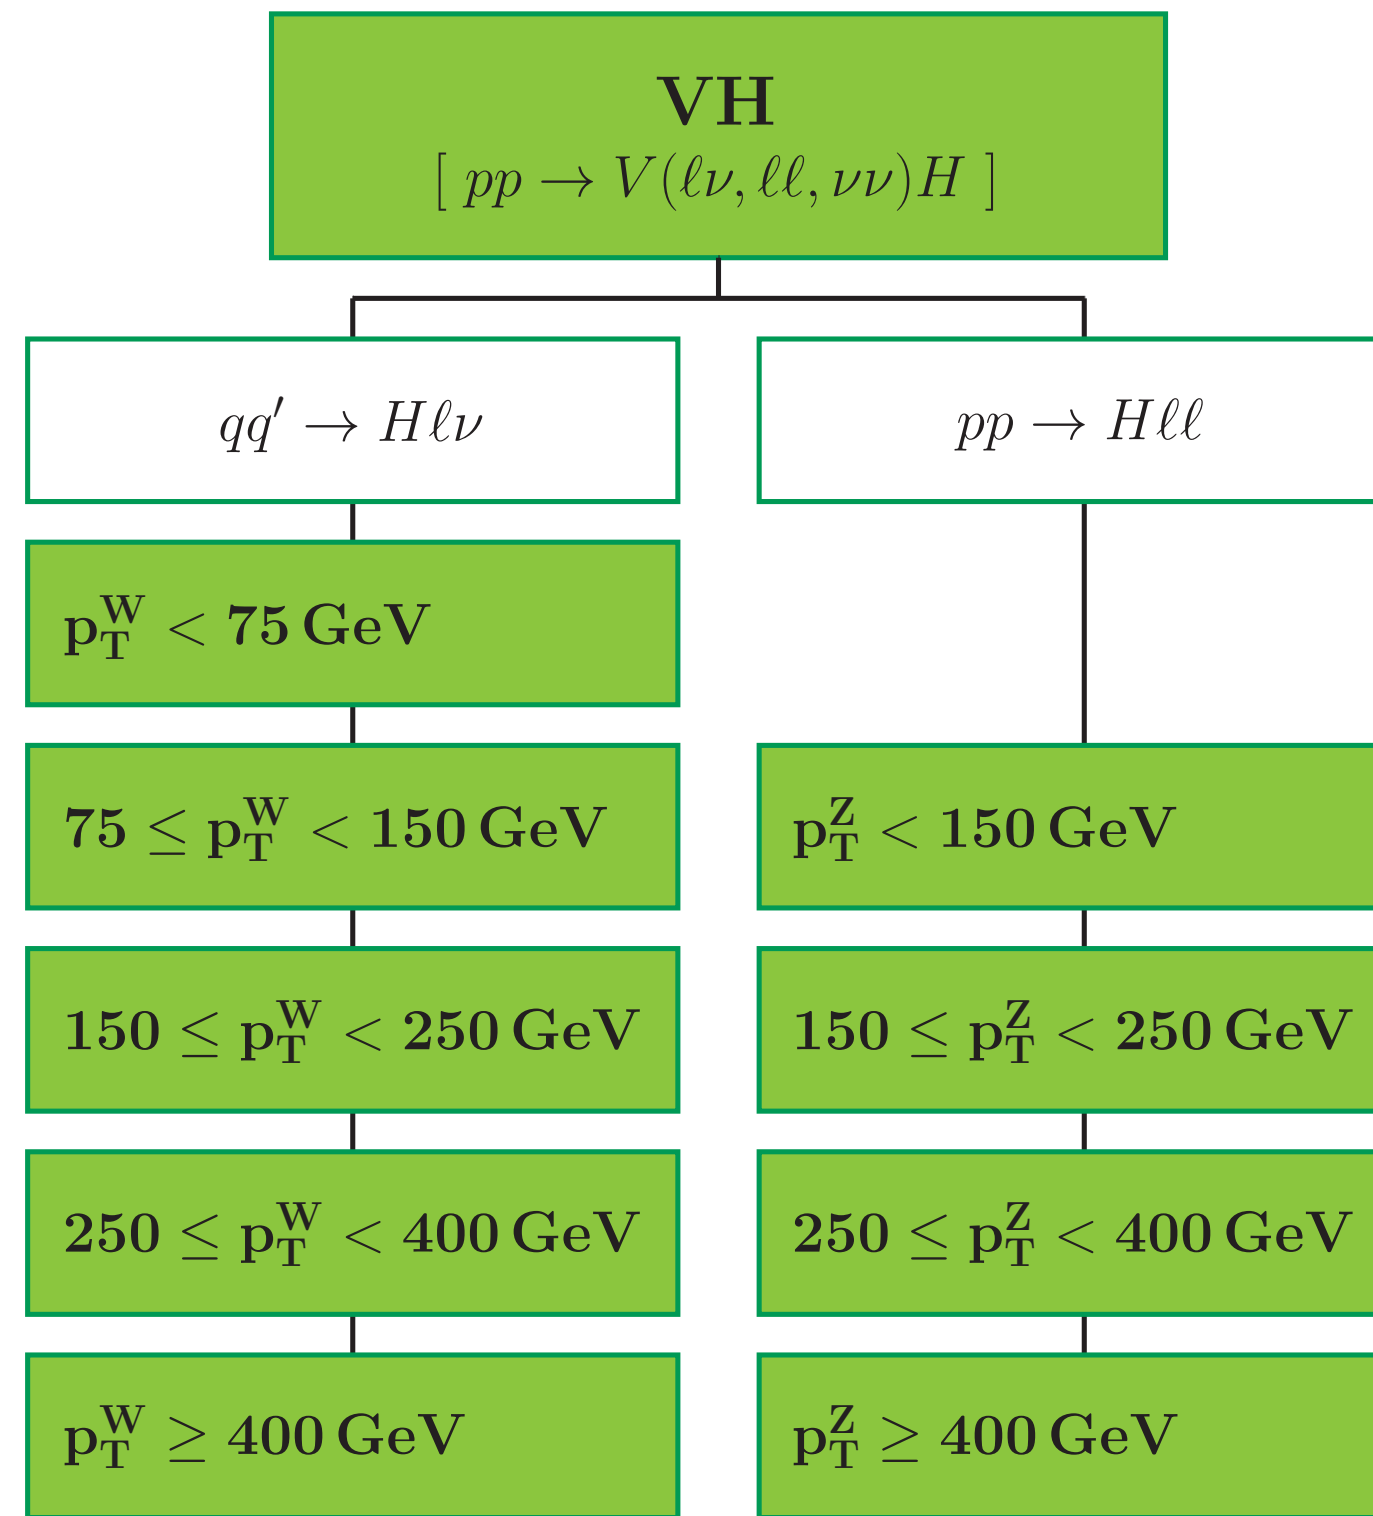 VH
[ pp → V(ℓν, ℓℓ, νν)H ]
qq′ → Hℓν
p_T^W < 75 GeV
75 ≤ p_T^W < 150 GeV
150 ≤ p_T^W < 250 GeV
250 ≤ p_T^W < 400 GeV
p_T^W ≥ 400 GeV
pp → Hℓℓ
p_T^Z < 150 GeV
150 ≤ p_T^Z < 250 GeV
250 ≤ p_T^Z < 400 GeV
p_T^Z ≥ 400 GeV